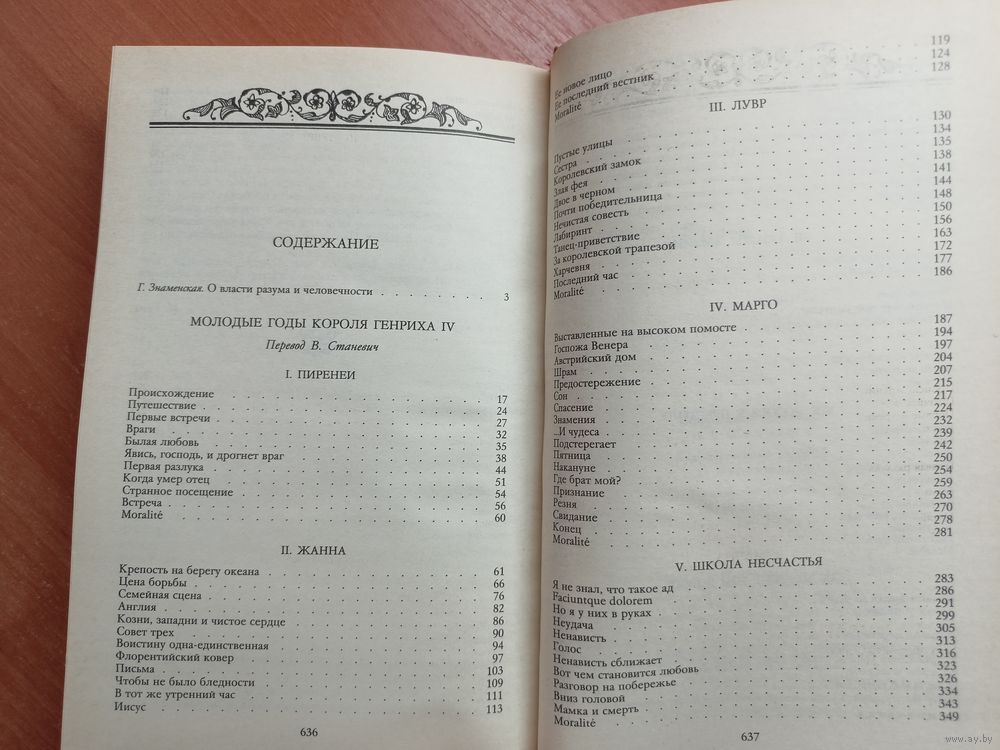 СОДЕРЖАНИЕ
Г. Знаменская. О власти разума и человечности . . . . . . . . 3
МОЛОДЫЕ ГОДЫ КОРОЛЯ ГЕНРИХА IV
Перевод В. Станевич
I. ПИРЕНЕИ
Происхождение 17
Путешествие 24
Первые встречи 27
Враги 32
Былая любовь 35
Явись, господь, и дрогнет враг 38
Первая разлука 44
Когда умер отец 51
Странное посещение 54
Встреча 56
Moralité 60
II. ЖАННА
Крепость на берегу океана 61
Цена борьбы 66
Семейная сцена 76
Англия 82
Козни, западни и чистое сердце 86
Совет трех 90
Воистину одна-единственная 94
Флорентийский ковер 97
Письма 103
Чтобы не было бледности 109
В тот же утренний час 111
Иисус 113
636
Ее новое лицо 119
Ее последний вестник 124
Moralité 128
III. ЛУВР
Пустые улицы 130
Сестра 134
Королевский замок 135
Злая фея 138
Двое в черном 141
Почти победительница 144
Нечистая совесть 148
Лабиринт 150
Танец-приветствие 156
За королевской трапезой 163
Харчевня 172
Последний час 177
Moralité 186
IV. МАРГО
Выставленные на высоком помосте 187
Госпожа Венера 194
Австрийский дом 197
Шрам 204
Предостережение 207
Сон 215
Спасение 217
Знамения 224
...И чудеса 232
Подстерегает 239
Пятница 242
Накануне 250
Где брат мой? 254
Признание 259
Резня 263
Свидание 270
Конец 278
Moralité 281
V. ШКОЛА НЕСЧАСТЬЯ
Я не знал, что такое ад 283
Faciuntque dolorem 286
Но я у них в руках 291
Неудача 299
Ненависть 305
Голос 313
Ненависть сближает 316
Вот чем становится любовь 323
Разговор на побережье 326
Вниз головой 334
Мамка и смерть 343
Moralité 349
637
www.ay.by